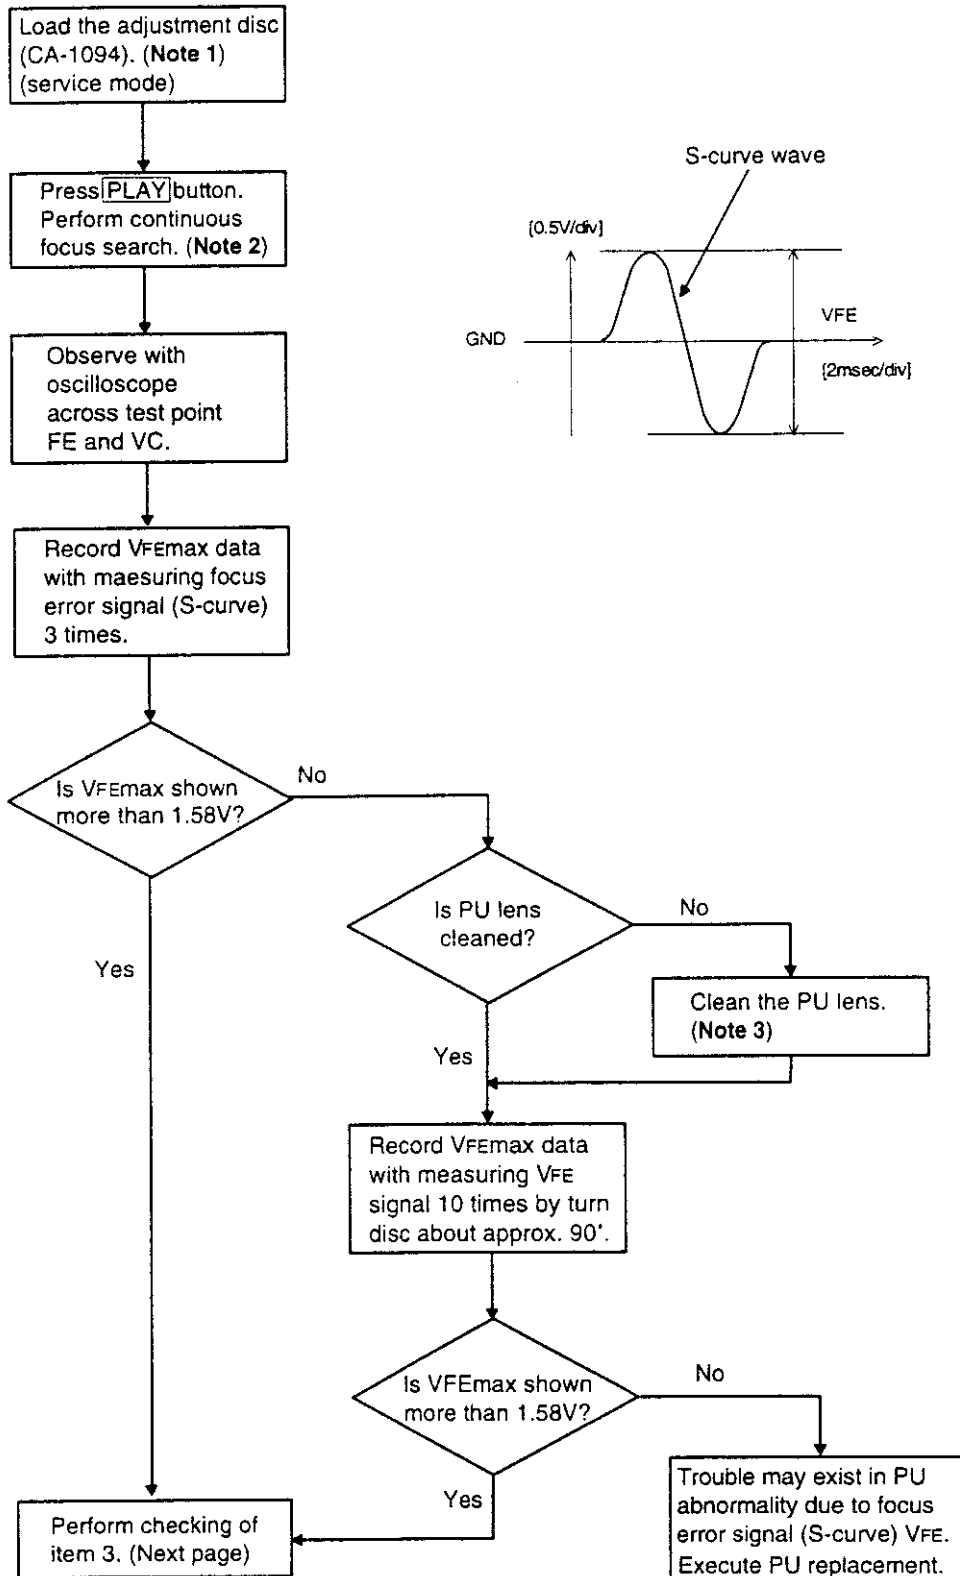 Load the adjustment disc
(CA-1094). (Note 1)
(service mode)
Press PLAY button.
Perform continuous
focus search. (Note 2)
Observe with
oscilloscope
across test point
FE and VC.
Record VFEmax data
with maesuring focus
error signal (S-curve)
3 times.
S-curve wave
[0.5V/div]
GND
VFE
[2msec/div]
Is VFEmax shown
more than 1.58V?
No
Yes
Is PU lens
cleaned?
No
Yes
Clean the PU lens.
(Note 3)
Record VFEmax data
with measuring VFE
signal 10 times by turn
disc about approx. 90°.
Is VFEmax shown
more than 1.58V?
No
Yes
Trouble may exist in PU
abnormality due to focus
error signal (S-curve) VFE.
Execute PU replacement.
Perform checking of
item 3. (Next page)